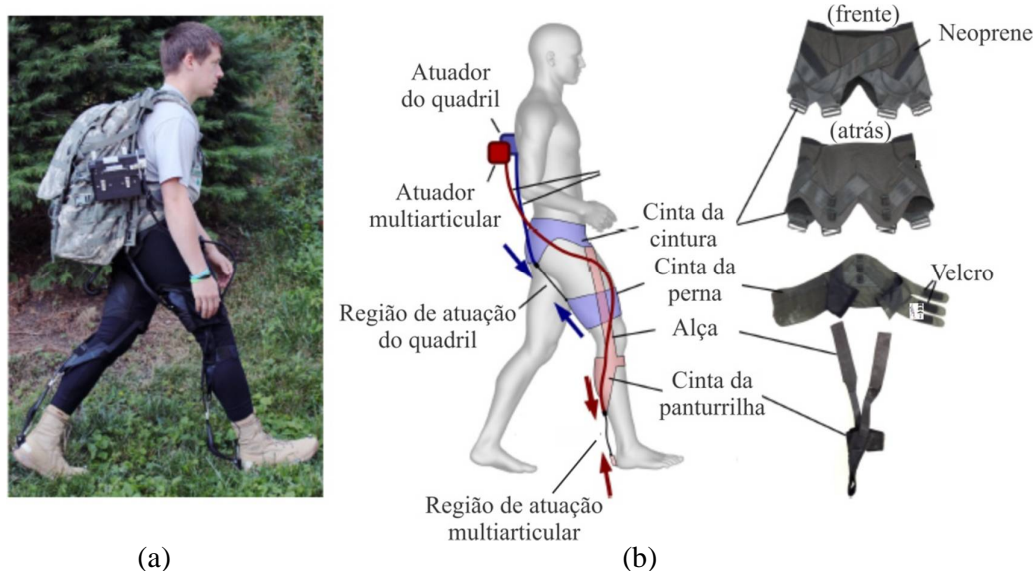 (frente)
Neoprene
Atuador
do quadril
(atrás)
Atuador
multiarticular
Cinta da
cintura
Cinta da
perna
Velcro
Região de atuação
do quadril
Alça
Cinta da
panturrilha
Região de atuação
multiarticular
(a)
(b)